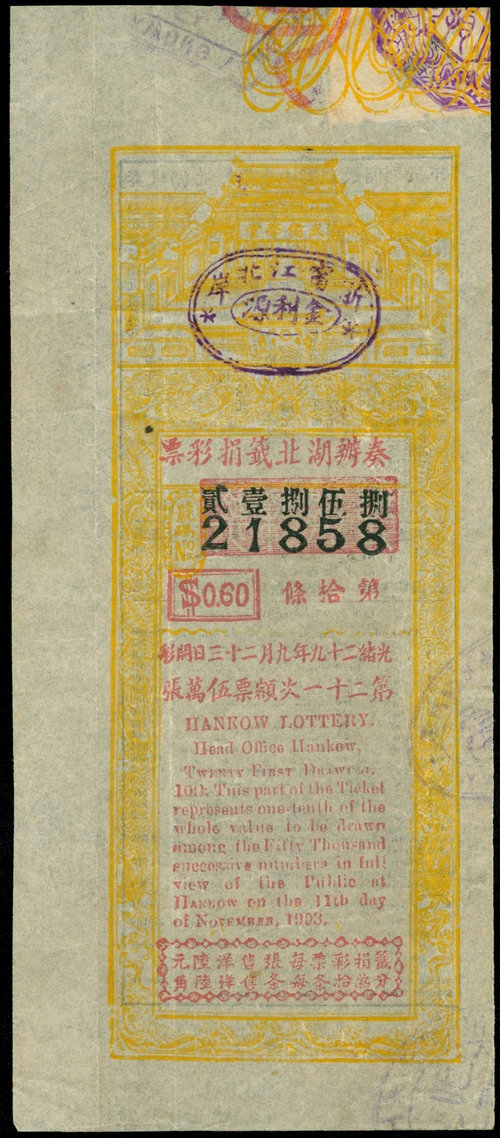 江北岸
金利源
奏辦湖北籤捐彩票
貳壹捌伍捌
21858
$0.60 第拾條
光緒二十九年九月二十三日開彩
第二十一次額票伍萬張
HANKOW LOTTERY.
Head Office Hankow,
TWENTY FIRST DRAWING.
10th This part of the Ticket
represents one-tenth of the
whole value to be drawn
among the Fifty Thousand
successive numbers in full
view of the Public at
HANKOW on the 11th day
of NOVEMBER, 1903.
籤捐彩票每張售洋陸元
分為拾条每条售洋陸角